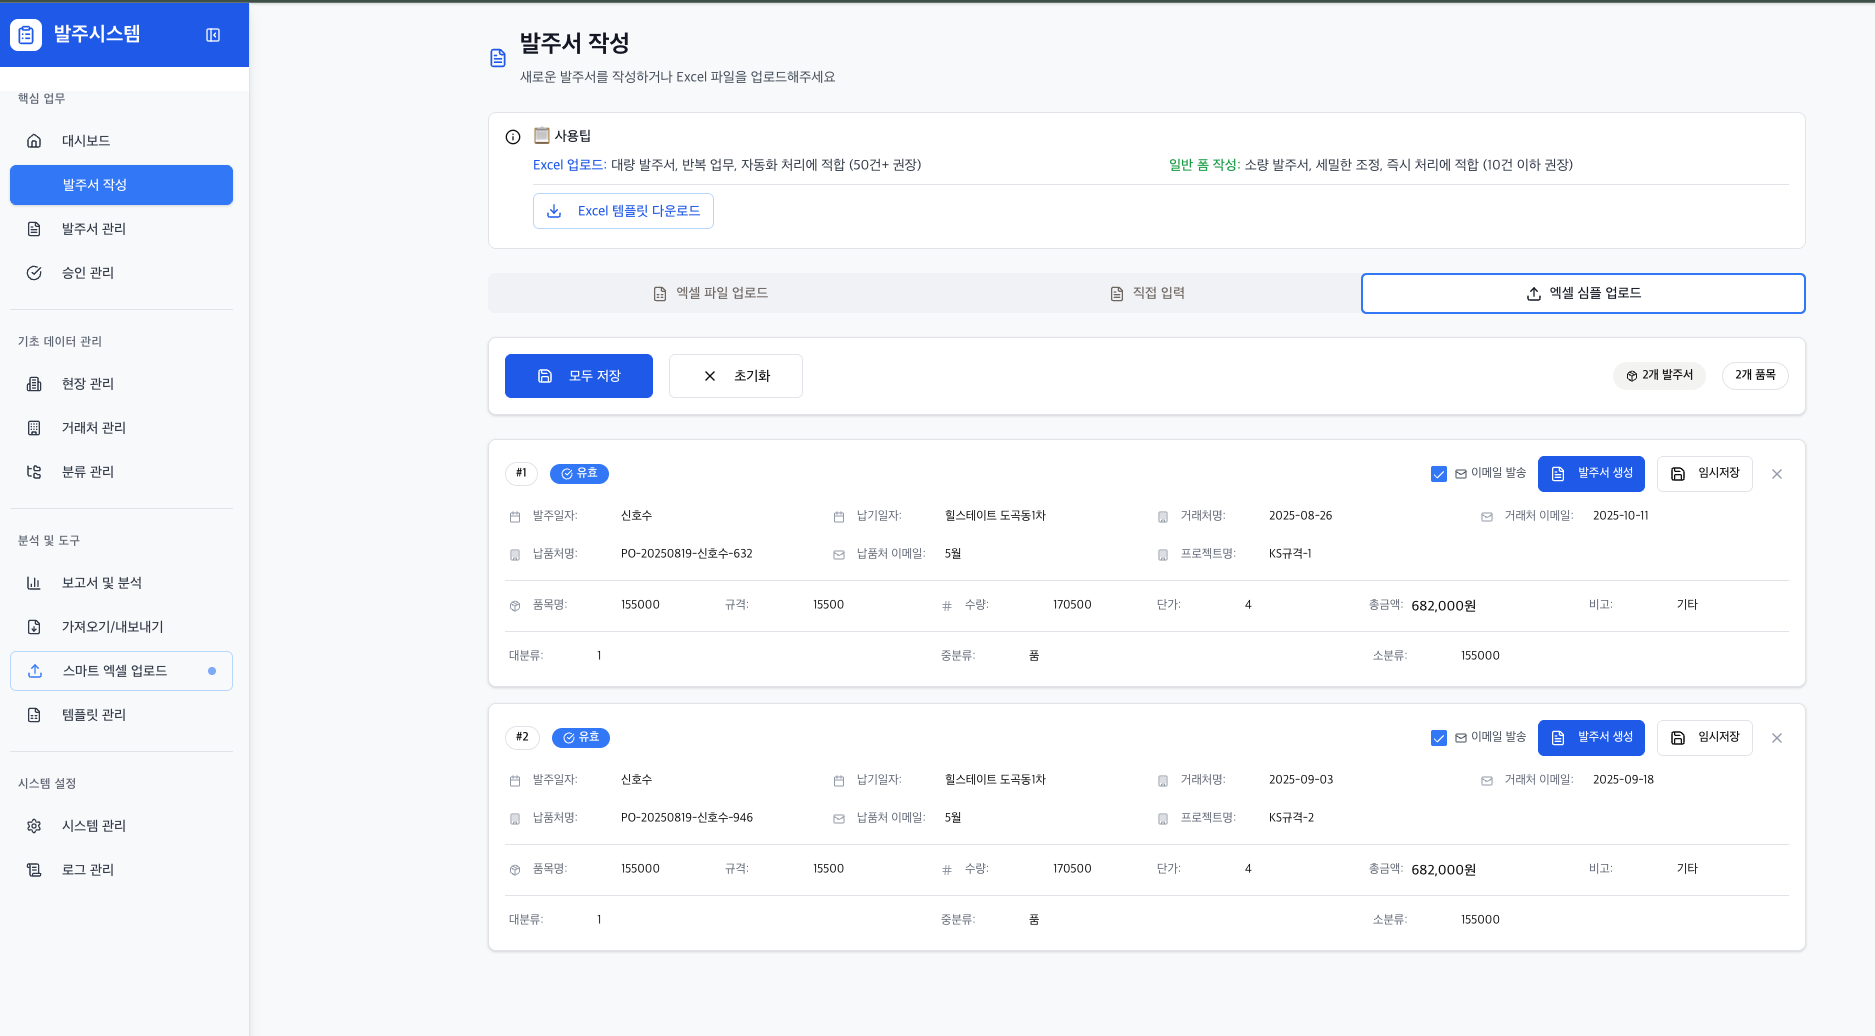 발주시스템
핵심 업무
대시보드
발주서 작성
발주서 관리
승인 관리
기초 데이터 관리
현장 관리
거래처 관리
분류 관리
분석 및 도구
보고서 및 분석
가져오기/내보내기
스마트 엑셀 업로드
템플릿 관리
시스템 설정
시스템 관리
로그 관리
발주서 작성
새로운 발주서를 작성하거나 Excel 파일을 업로드해주세요
사용팁
Excel 업로드: 대량 발주서, 반복 업무, 자동화 처리에 적합 (50건+ 권장)
일반 폼 작성: 소량 발주서, 세밀한 조정, 즉시 처리에 적합 (10건 이하 권장)
Excel 템플릿 다운로드
엑셀 파일 업로드
직접 입력
엑셀 심플 업로드
모두 저장
초기화
2개 발주서
2개 품목
#1 유효 이메일 발송 발주서 생성 임시저장
발주일자: 신호수 납기일자: 힐스테이트 도곡동1차 거래처명: 2025-08-26 거래처 이메일: 2025-10-11
납품처명: PO-20250819-신호수-632 납품처 이메일: 5월 프로젝트명: KS규격-1
품목명: 155000 규격: 15500 수량: 170500 단가: 4 총금액: 682,000원 비고: 기타
대분류: 1 중분류: 품 소분류: 155000
#2 유효 이메일 발송 발주서 생성 임시저장
발주일자: 신호수 납기일자: 힐스테이트 도곡동1차 거래처명: 2025-09-03 거래처 이메일: 2025-09-18
납품처명: PO-20250819-신호수-946 납품처 이메일: 5월 프로젝트명: KS규격-2
품목명: 155000 규격: 15500 수량: 170500 단가: 4 총금액: 682,000원 비고: 기타
대분류: 1 중분류: 품 소분류: 155000